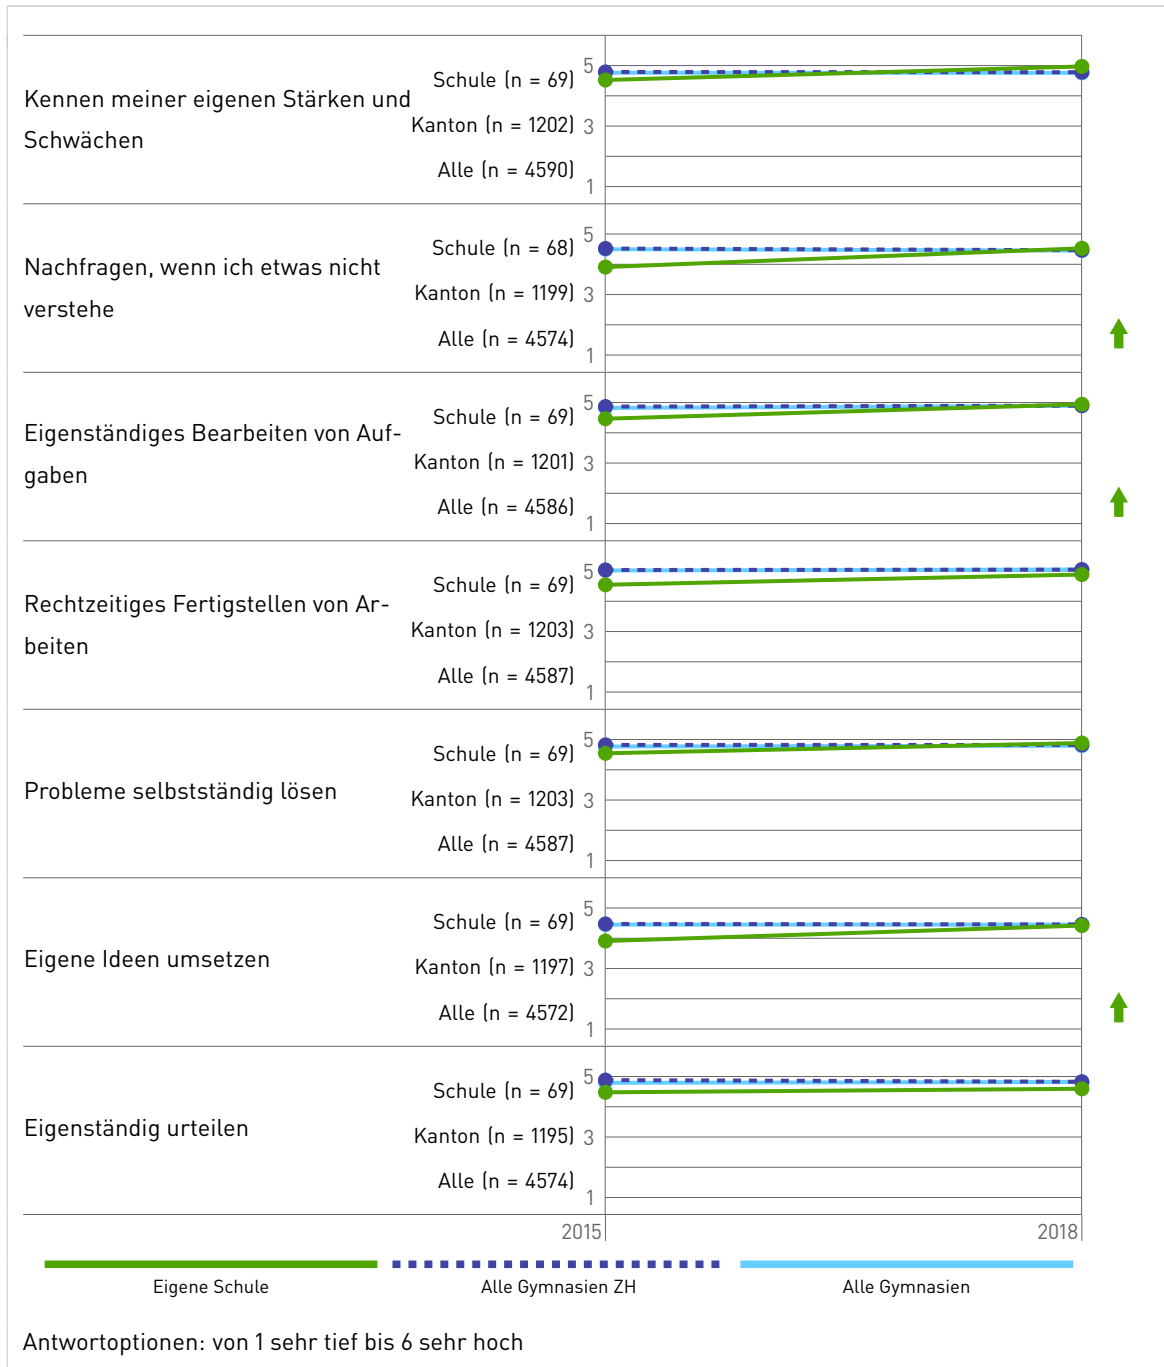 Kennen meiner eigenen Stärken und
Schwächen
Schule (n = 69)
Kanton (n = 1202)
Alle (n = 4590)
5
3
1
Nachfragen, wenn ich etwas nicht
verstehe
Schule (n = 68)
Kanton (n = 1199)
Alle (n = 4574)
5
3
1
Eigenständiges Bearbeiten von Auf-
gaben
Schule (n = 69)
Kanton (n = 1201)
Alle (n = 4586)
5
3
1
Rechtzeitiges Fertigstellen von Ar-
beiten
Schule (n = 69)
Kanton (n = 1203)
Alle (n = 4587)
5
3
1
Probleme selbstständig lösen
Schule (n = 69)
Kanton (n = 1203)
Alle (n = 4587)
5
3
1
Eigene Ideen umsetzen
Schule (n = 69)
Kanton (n = 1197)
Alle (n = 4572)
5
3
1
Eigenständig urteilen
Schule (n = 69)
Kanton (n = 1195)
Alle (n = 4574)
5
3
1
2015 2018
Eigene Schule Alle Gymnasien ZH Alle Gymnasien
Antwortoptionen: von 1 sehr tief bis 6 sehr hoch